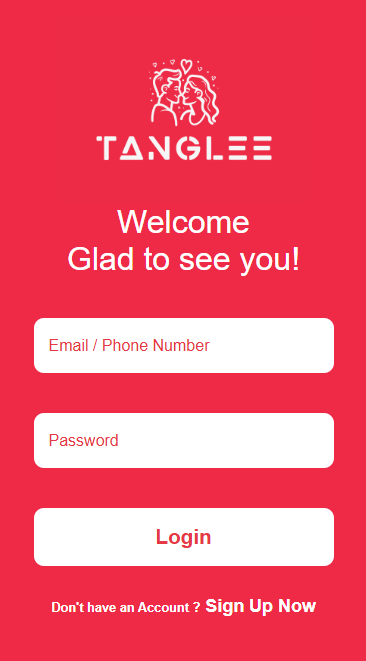 TANGLEE
Welcome
Glad to see you!
Email / Phone Number
Password
Login
Don't have an Account ? Sign Up Now